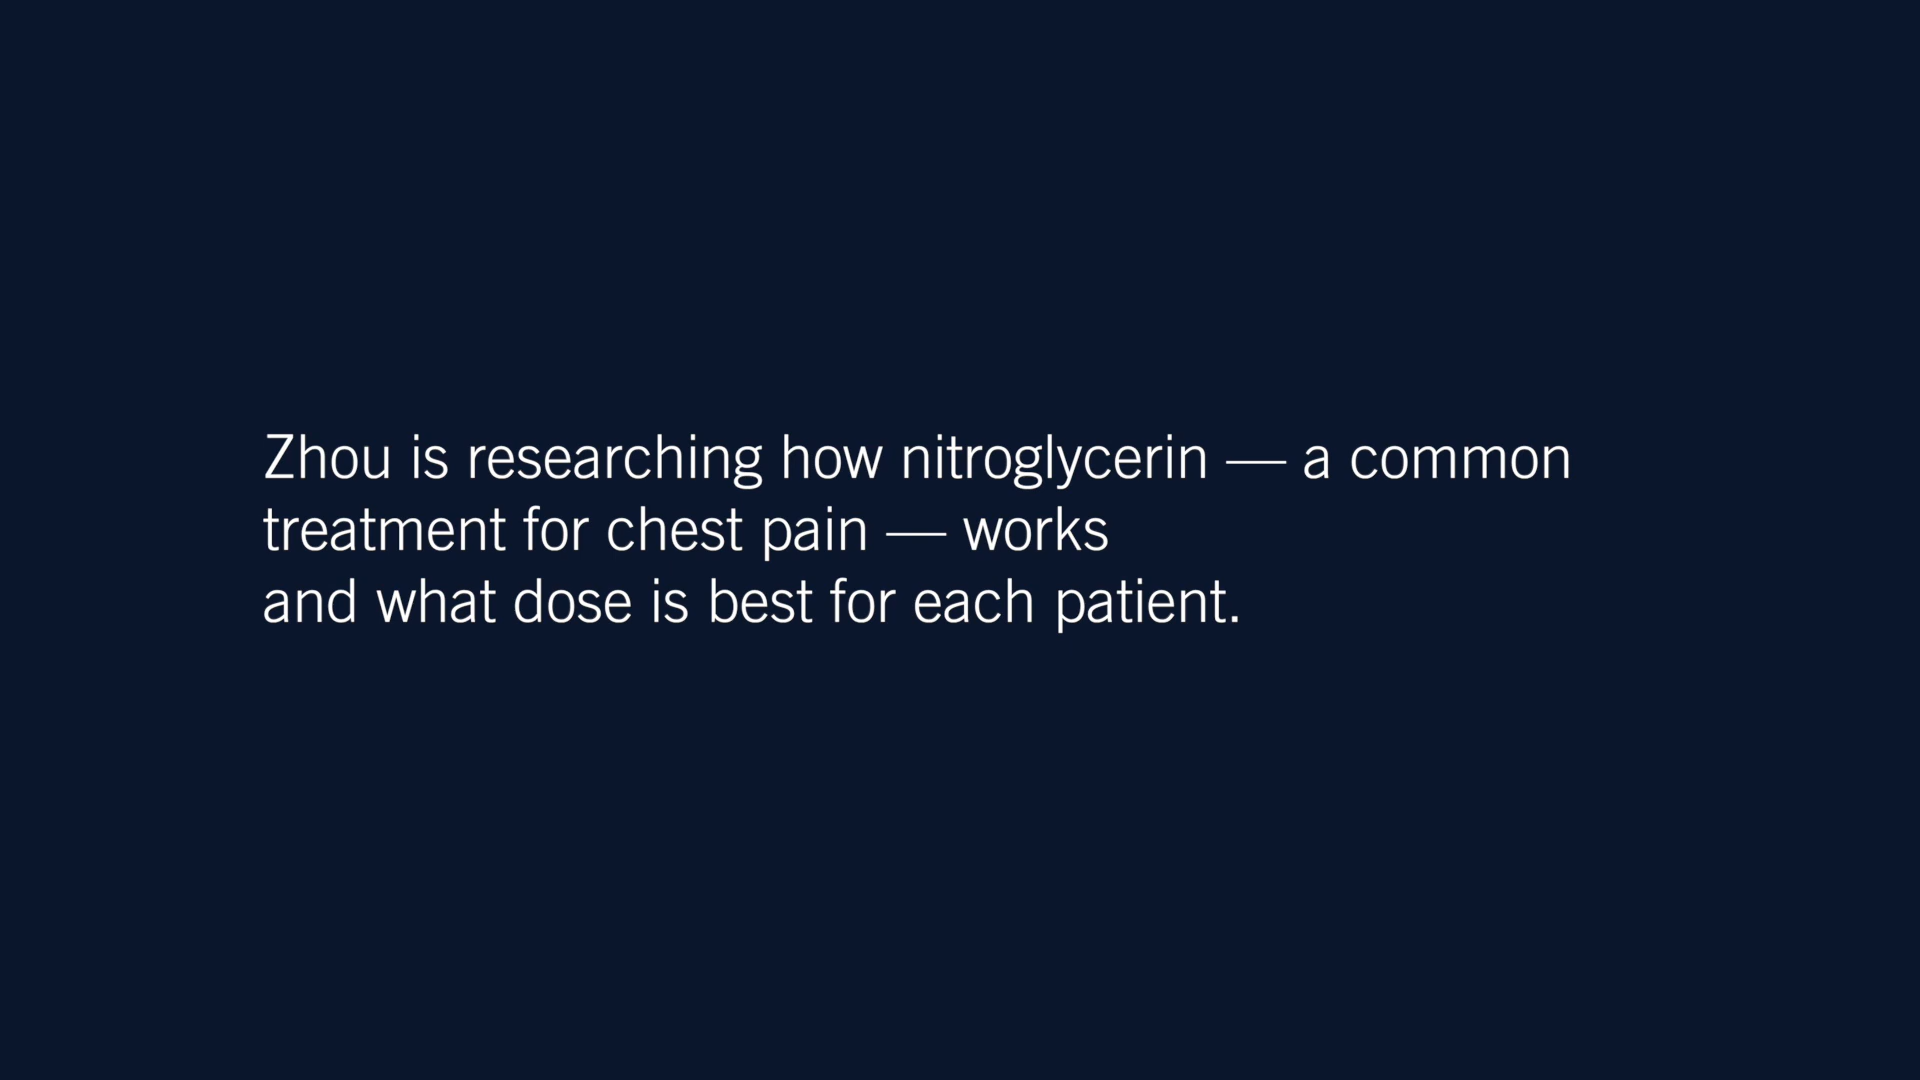 Zhou is researching how nitroglycerin — a common
treatment for chest pain — works
and what dose is best for each patient.